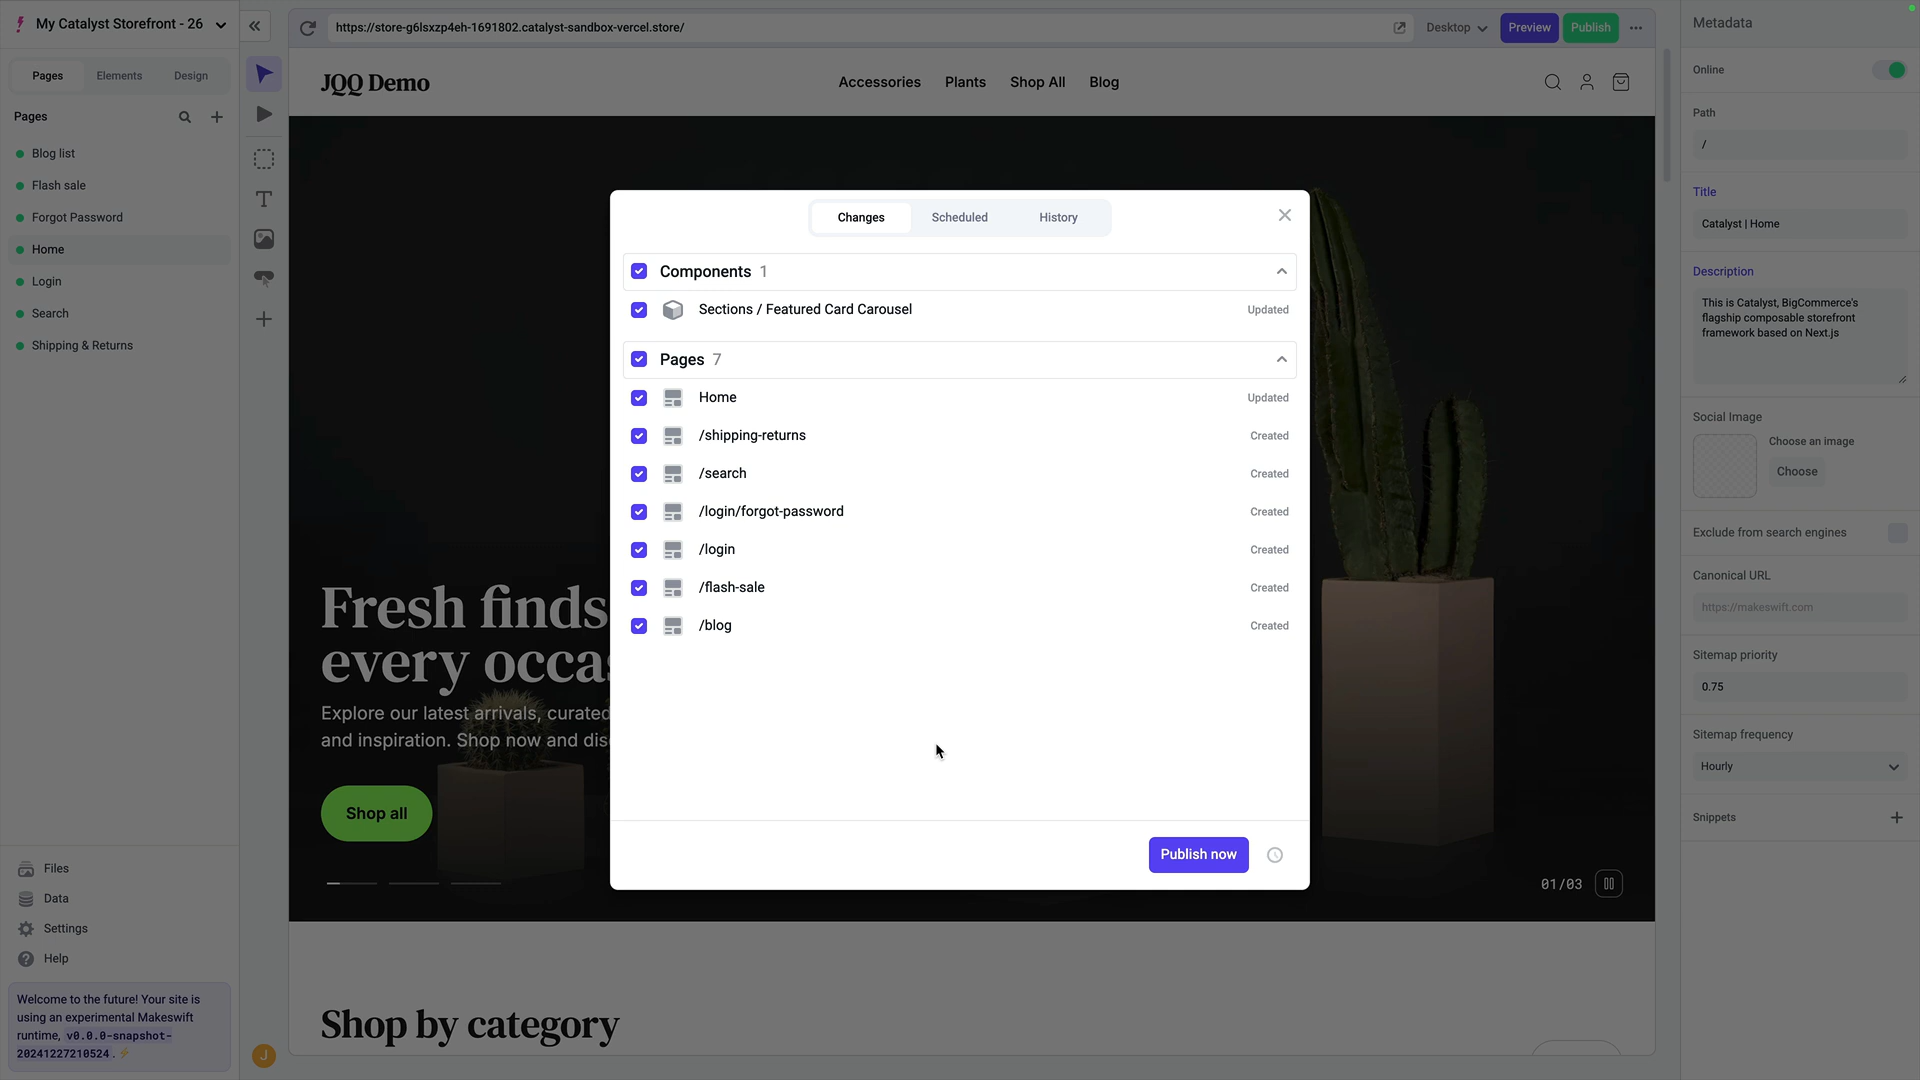 My Catalyst Storefront - 26
https://store-g6lsxzp4eh-1691802.catalyst-sandbox-vercel.store/
Desktop
Preview
Publish
Metadata
Pages
Elements
Design
Pages
Blog list
Flash sale
Forgot Password
Home
Login
Search
Shipping & Returns
Files
Data
Settings
Help
Welcome to the future! Your site is
using an experimental Makeswift
runtime, v0.0.0-snapshot-
20241227210524 . ⚡
J
JQQ Demo
Accessories
Plants
Shop All
Blog
Fresh finds
every occas
Explore our latest arrivals, curated
and inspiration. Shop now and dis
Shop all
01/03
Shop by category
Changes
Scheduled
History
Components 1
Sections / Featured Card Carousel
Updated
Pages 7
Home
Updated
/shipping-returns
Created
/search
Created
/login/forgot-password
Created
/login
Created
/flash-sale
Created
/blog
Created
Publish now
Online
Path
/
Title
Catalyst | Home
Description
This is Catalyst, BigCommerce's
flagship composable storefront
framework based on Next.js
Social Image
Choose an image
Choose
Exclude from search engines
Canonical URL
https://makeswift.com
Sitemap priority
0.75
Sitemap frequency
Hourly
Snippets